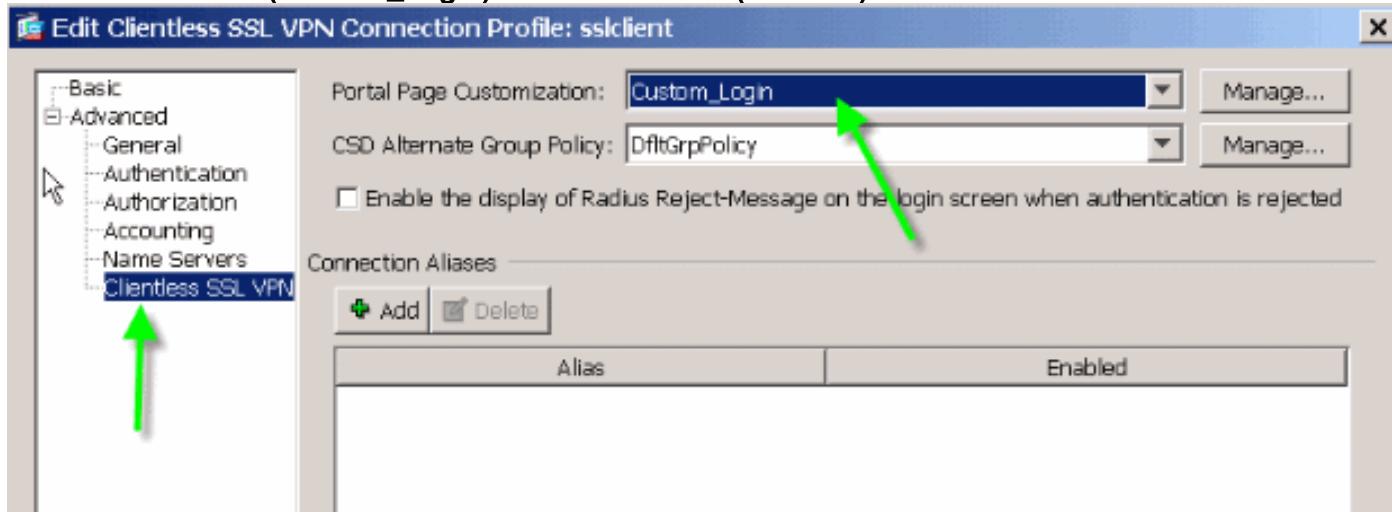 Edit Clientless SSL VPN Connection Profile: sslclient
Basic
Advanced
General
Authentication
Authorization
Accounting
Name Servers
Clientless SSL VPN
Portal Page Customization: Custom_Login Manage...
CSD Alternate Group Policy: DfltGrpPolicy Manage...
Enable the display of Radius Reject-Message on the login screen when authentication is rejected
Connection Aliases
Add Delete
Alias Enabled